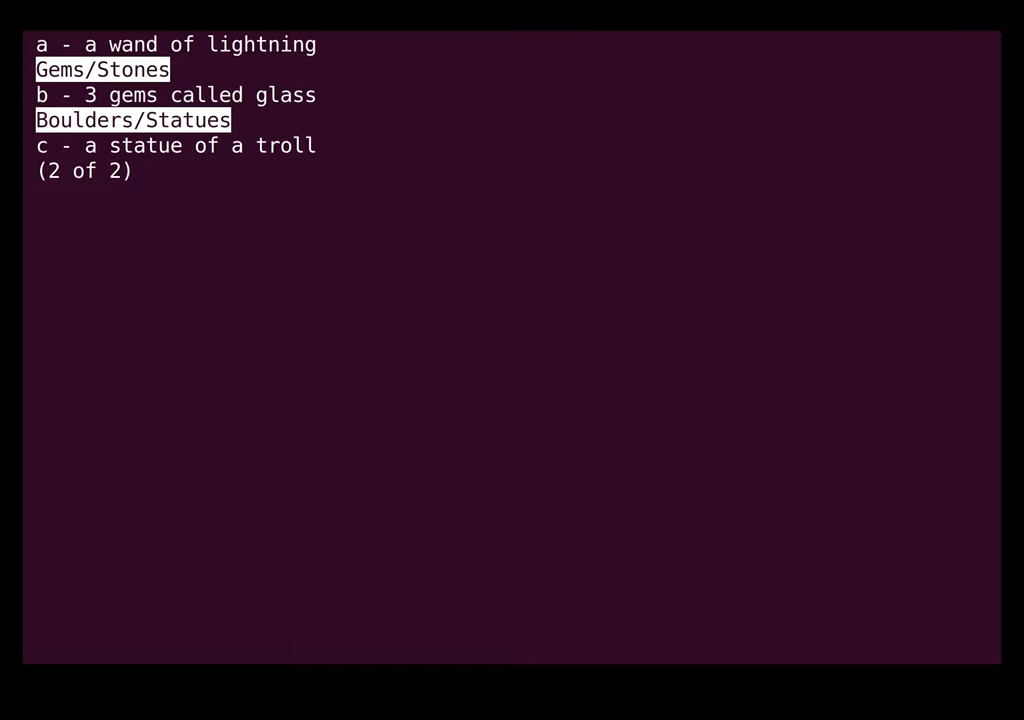 a - a wand of lightning
Gems/Stones
b - 3 gems called glass
Boulders/Statues
c - a statue of a troll
(2 of 2)